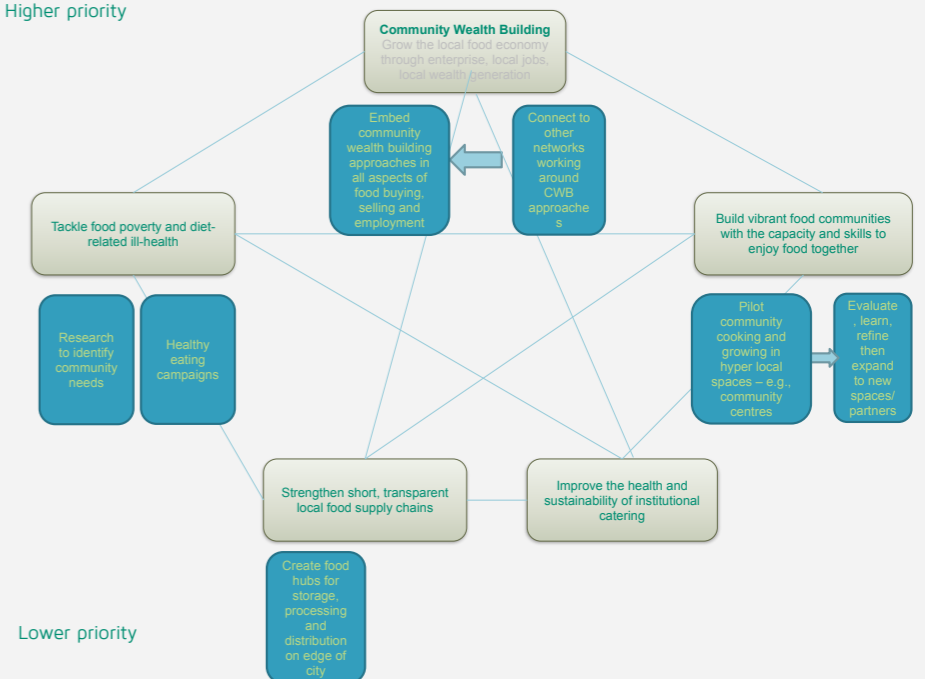 Higher priority
Community Wealth Building
Grow the local food economy
through enterprise, local jobs,
local wealth generation
Embed
community
wealth building
approaches in
all aspects of
food buying,
selling and
employment
Connect to
other
networks
working
around
CWB
approache
s
Tackle food poverty and diet-
related ill-health
Build vibrant food communities
with the capacity and skills to
enjoy food together
Research
to identify
community
needs
Healthy
eating
campaigns
Pilot
community
cooking and
growing in
hyper local
spaces – e.g.,
community
centres
Evaluate
, learn,
refine
then
expand
to new
spaces/
partners
Strengthen short, transparent
local food supply chains
Improve the health and
sustainability of institutional
catering
Create food
hubs for
storage,
processing
and
distribution
on edge of
city
Lower priority